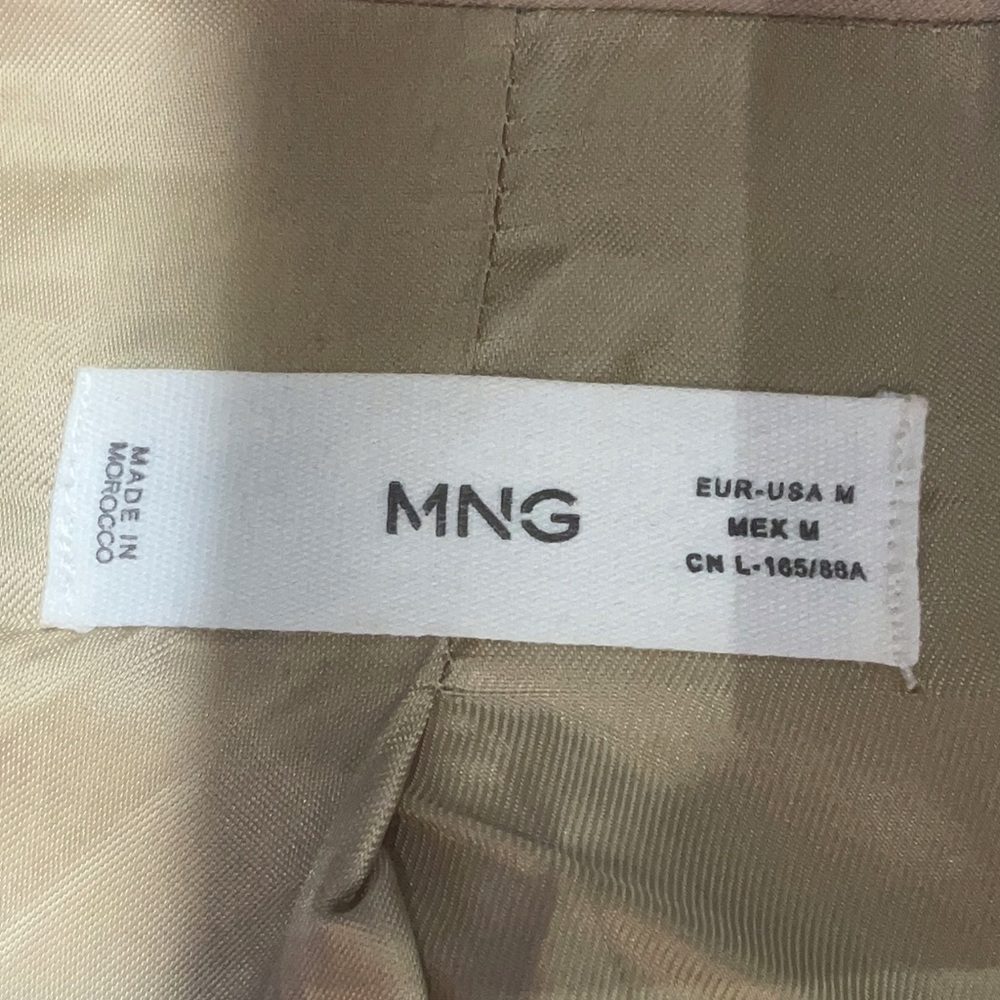 MADE IN
MOROCCO
MNG
EUR-USA M
MEX M
CN L-165/88A